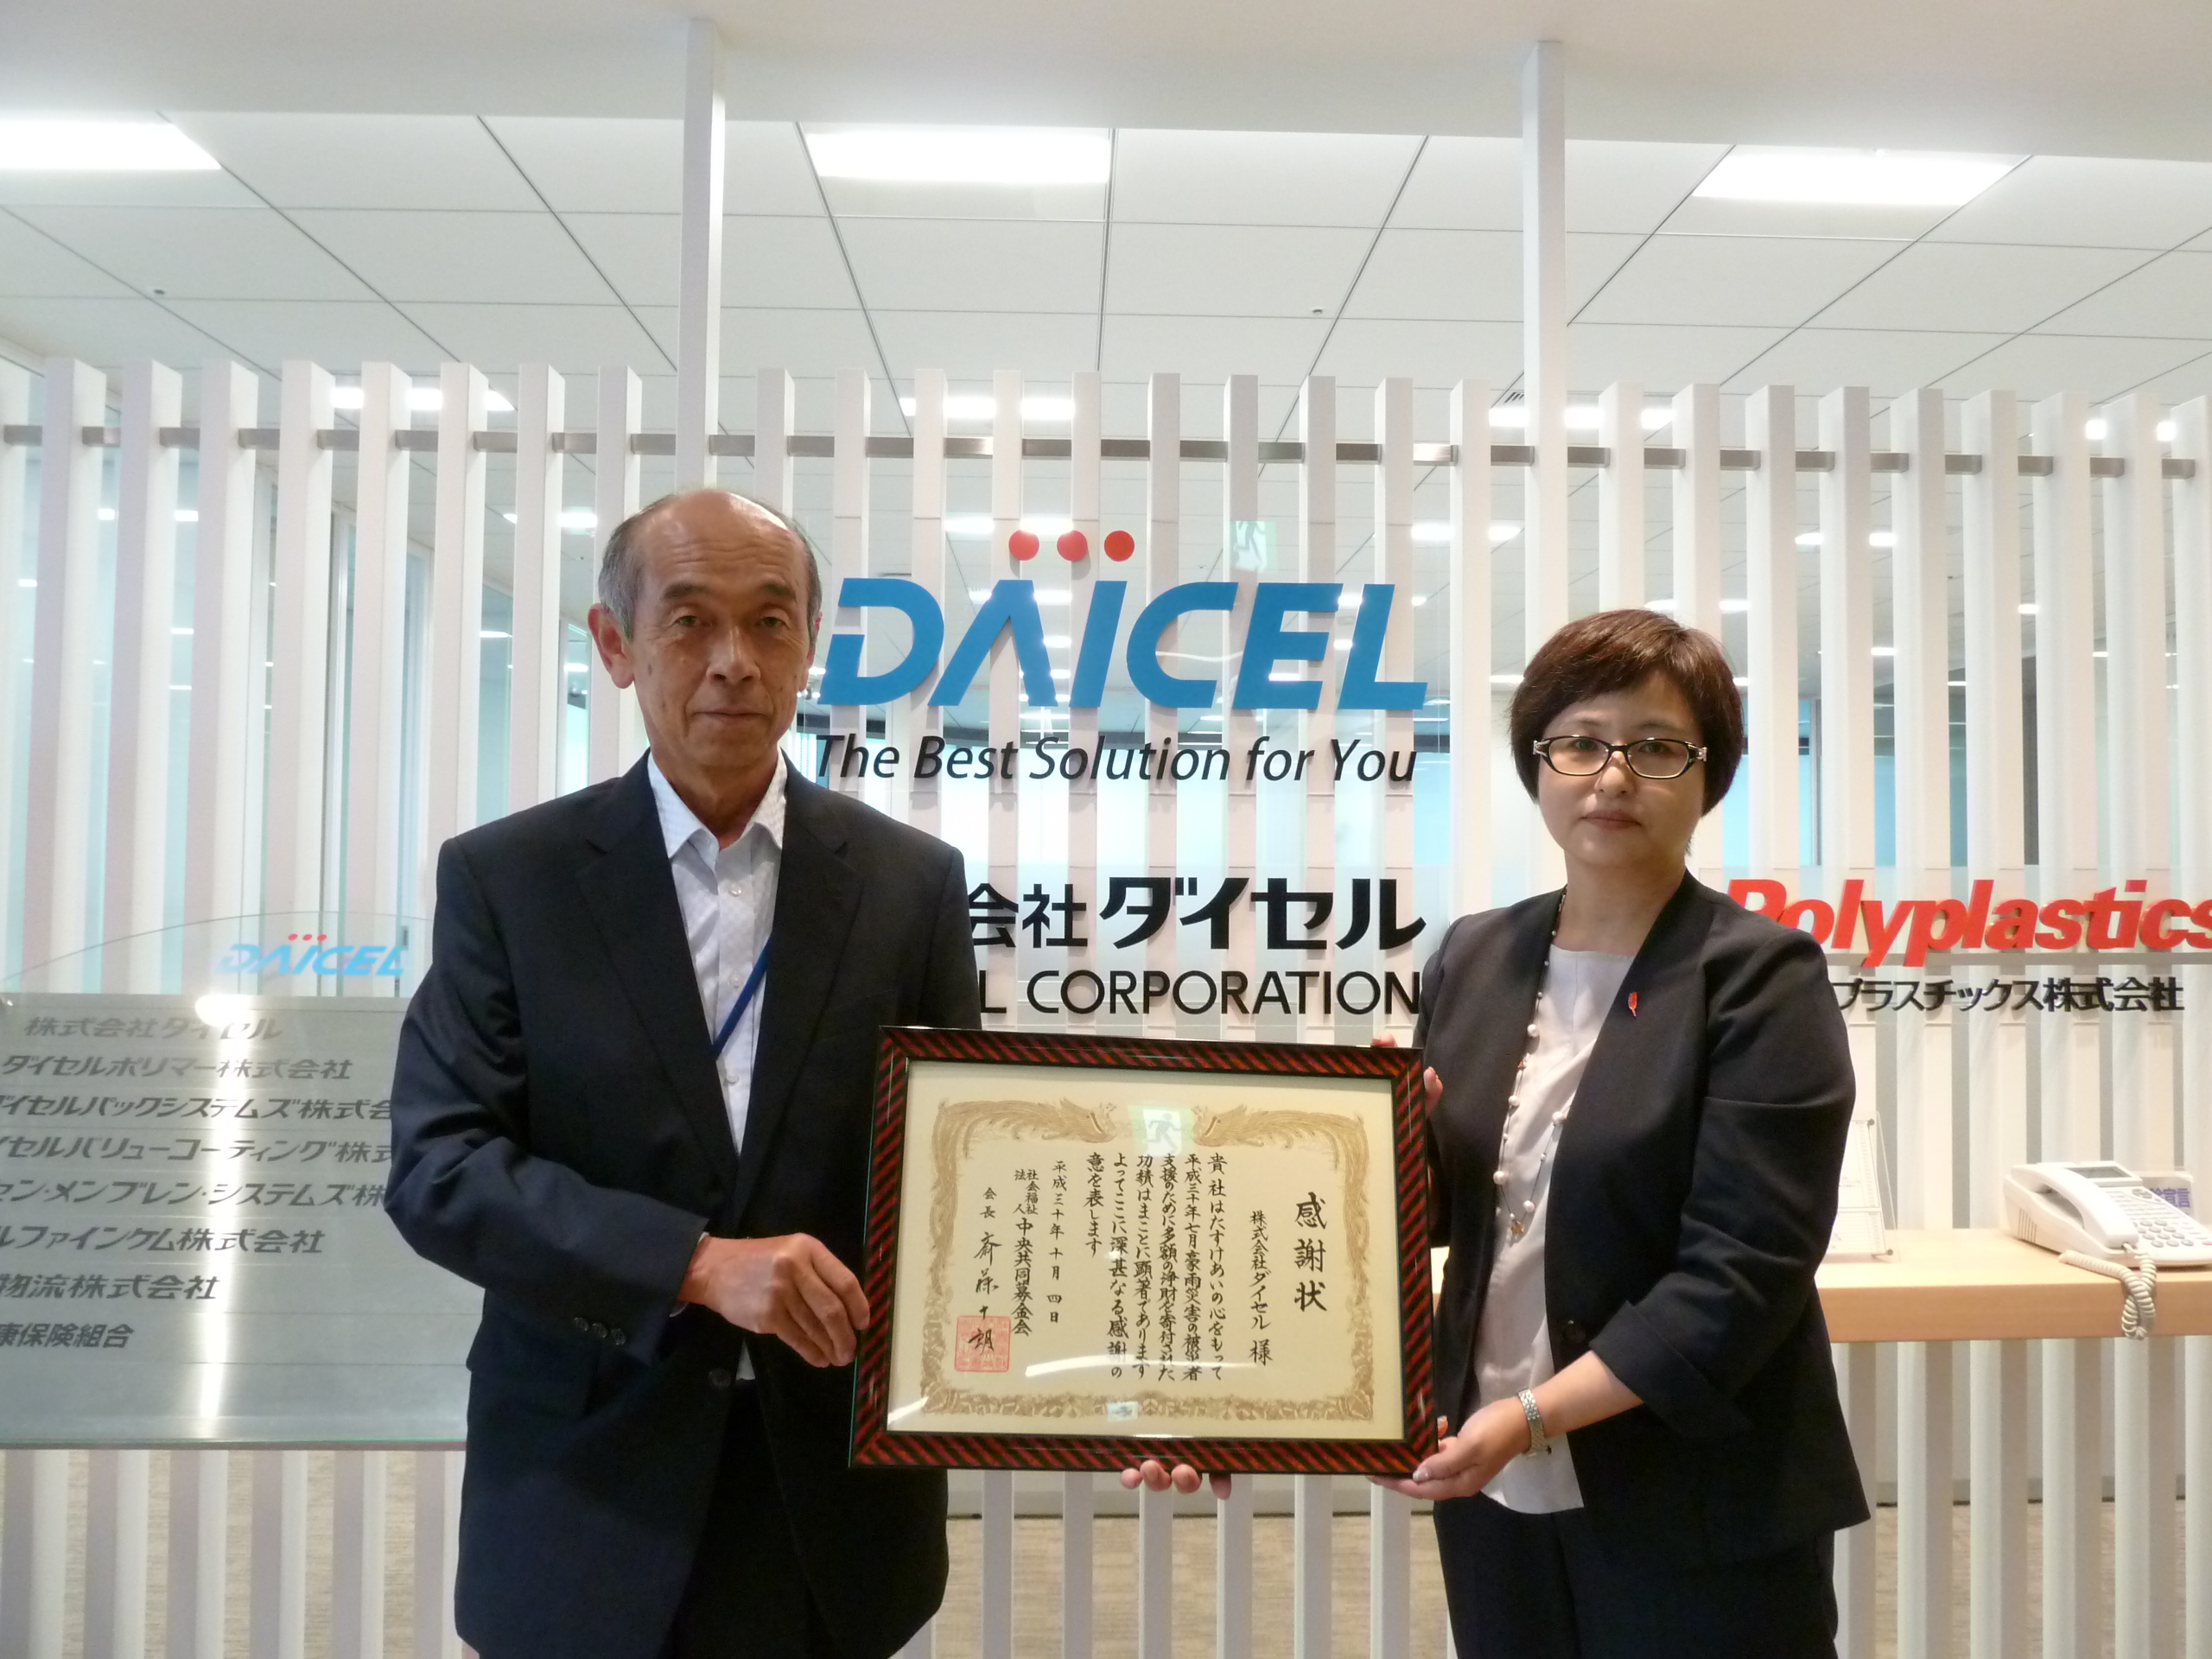 DAICEL
The Best Solution for You
会社ダイセル
L CORPORATION
Polyplastics
プラスチックス株式会社
DAICEL
株式会社ダイセル
ダイセルポリマー株式会社
イセルパックシステムズ株式会
イセルバリューコーティング株式
セン・メンブレン・システムズ株
ルファインケム株式会社
物流株式会社
康保険組合
感謝状
株式会社ダイセル 様
貴社はたすけあいの心をもって
平成三十年七月豪雨災害の被災者
支援のために多額の浄財を寄付された
功績はまことに顕著であります
よってここに深甚なる感謝の
意を表します
平成三十年十月四日
社会福祉
法人
中央共同募金会
会長 斎藤十朗
宣言